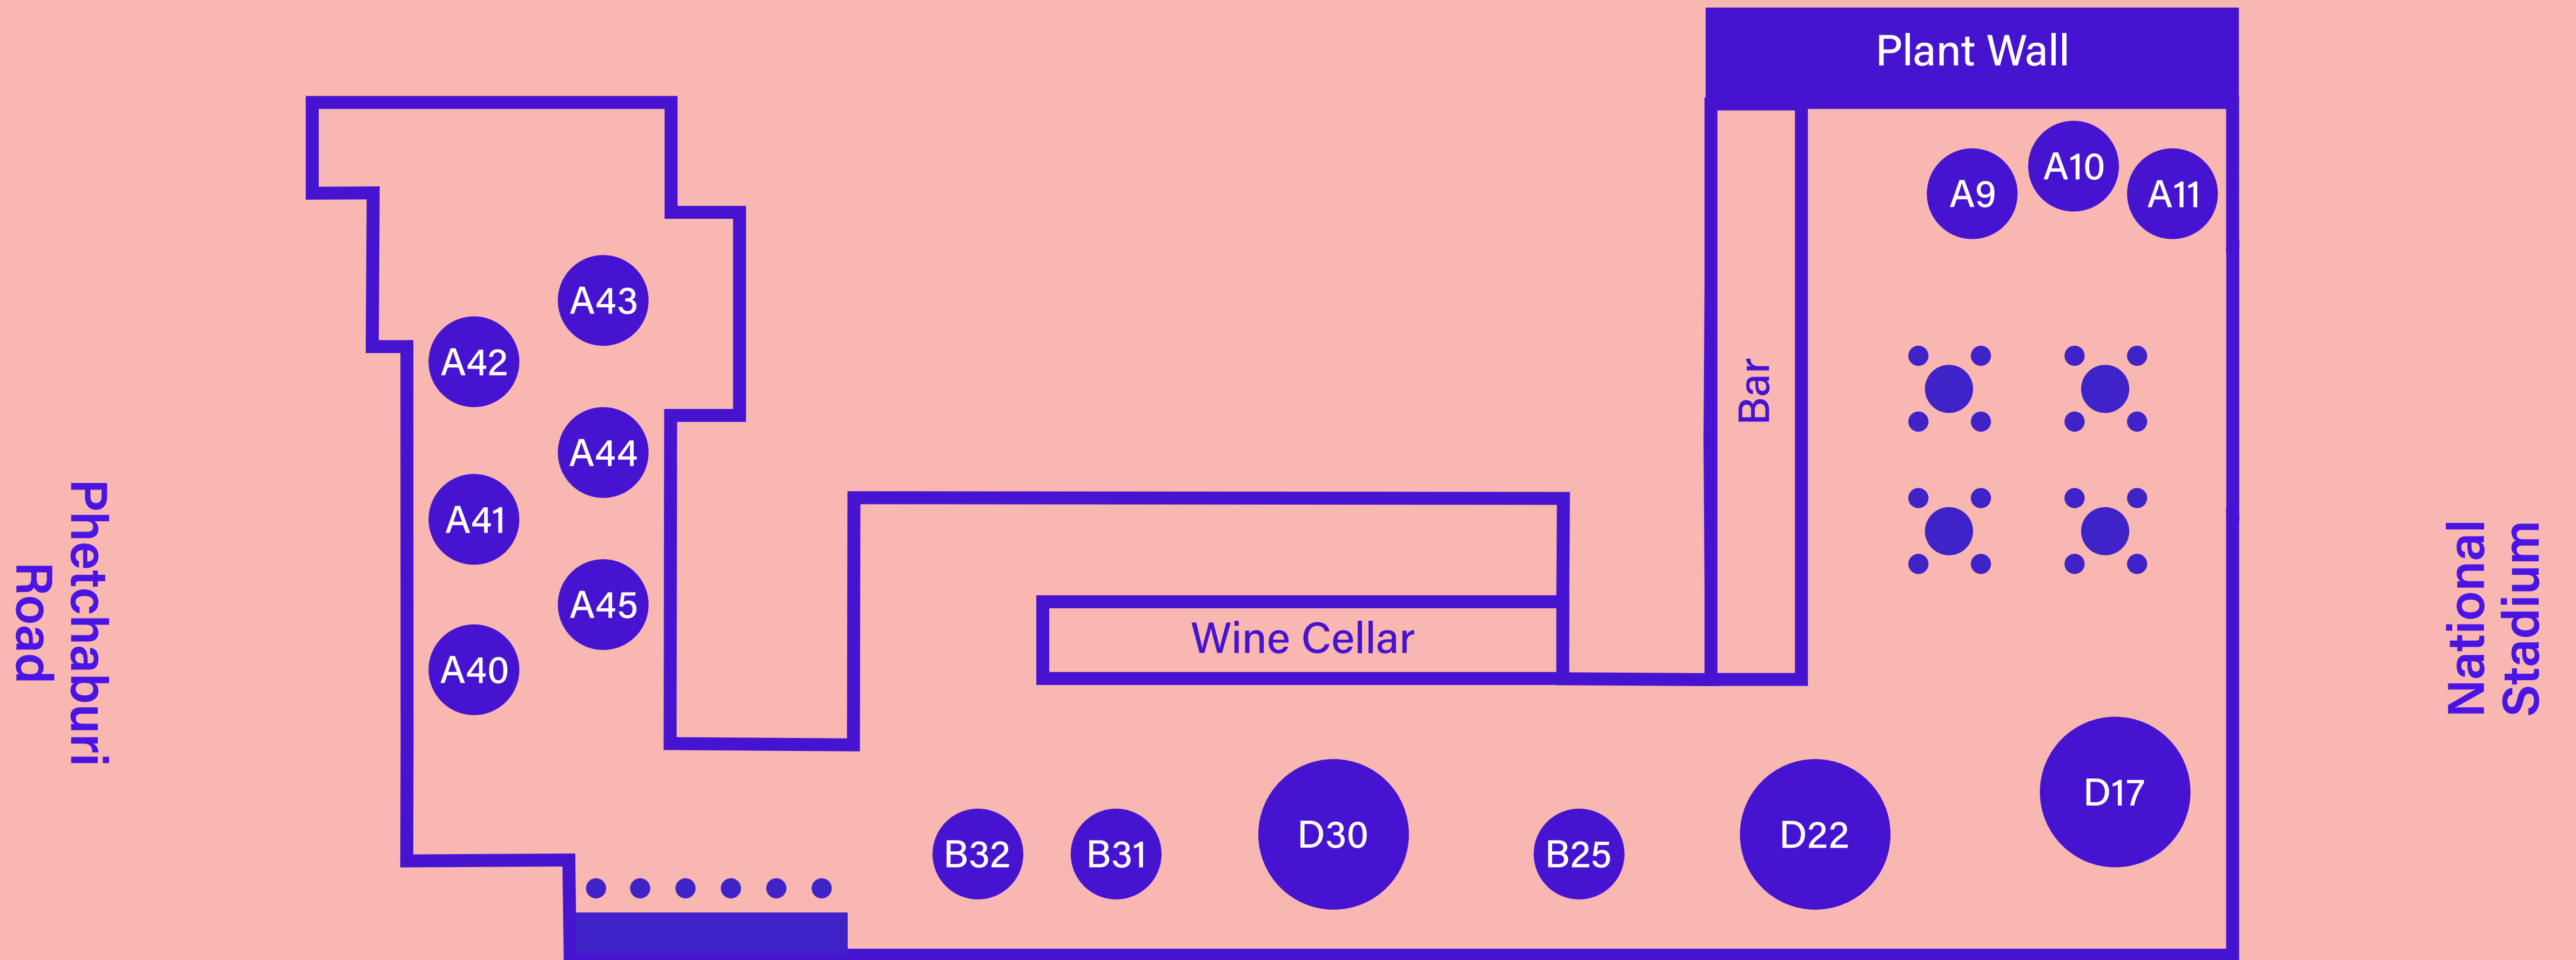 Plant Wall
A9
A10
A11
A43
A42
A44
A41
A45
A40
Bar
Wine Cellar
Phetchaburi
Road
National
Stadium
B32
B31
D30
B25
D22
D17